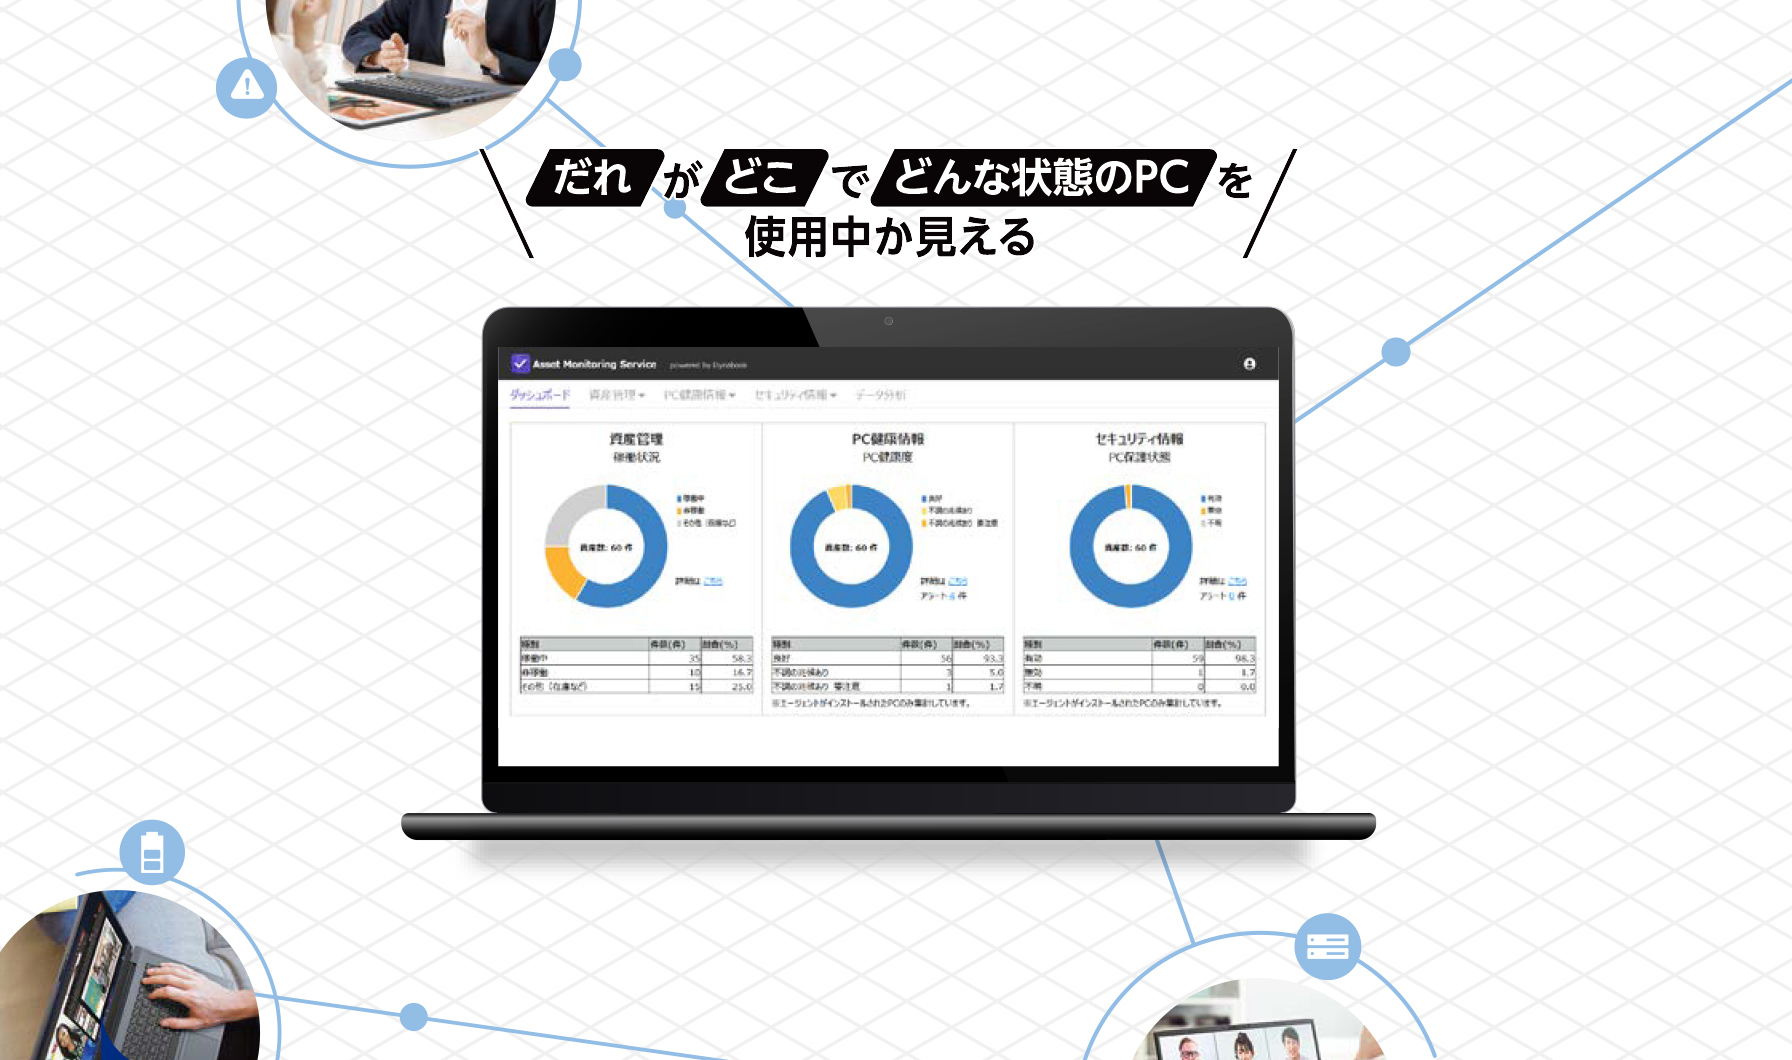 だれ が どこ で どんな状態のPC を
使用中か見える
Asset Monitoring Service powered by Dynabook
ダッシュボード 資産管理 PC健康情報 セキュリティ情報 データ分析
資産管理
稼働状況
稼働中
非稼働
その他（在庫など）
資産数: 60 件
詳細は こちら
種別 件数(件) 割合(%)
稼働中 35 58.3
非稼働 10 16.7
その他（在庫など） 15 25.0
PC健康情報
PC健康度
良好
不調の兆候あり
不調の兆候あり 要注意
資産数: 60 件
詳細は こちら
アラート 4 件
種別 件数(件) 割合(%)
良好 56 93.3
不調の兆候あり 3 5.0
不調の兆候あり 要注意 1 1.7
※エージェントがインストールされたPCのみ集計しています。
セキュリティ情報
PC保護状態
有効
無効
不明
資産数: 60 件
詳細は こちら
アラート 0 件
種別 件数(件) 割合(%)
有効 59 98.3
無効 1 1.7
不明 0 0.0
※エージェントがインストールされたPCのみ集計しています。